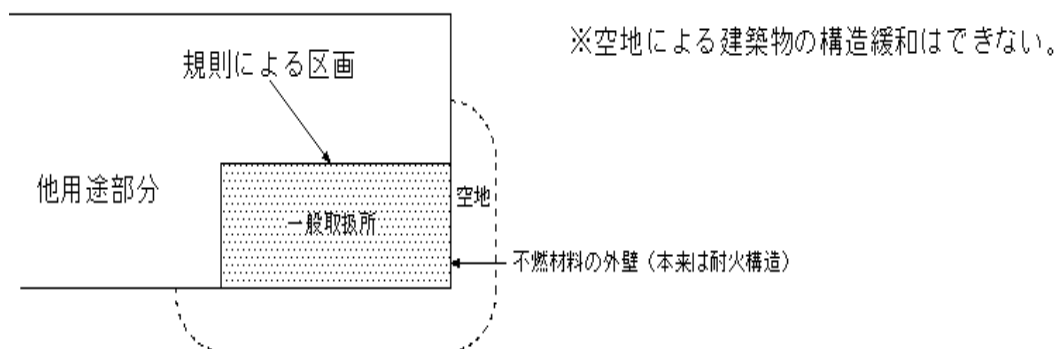 ※空地による建築物の構造緩和はできない。
規則による区画
他用途部分
空地
一般取扱所
不燃材料の外壁（本来は耐火構造）